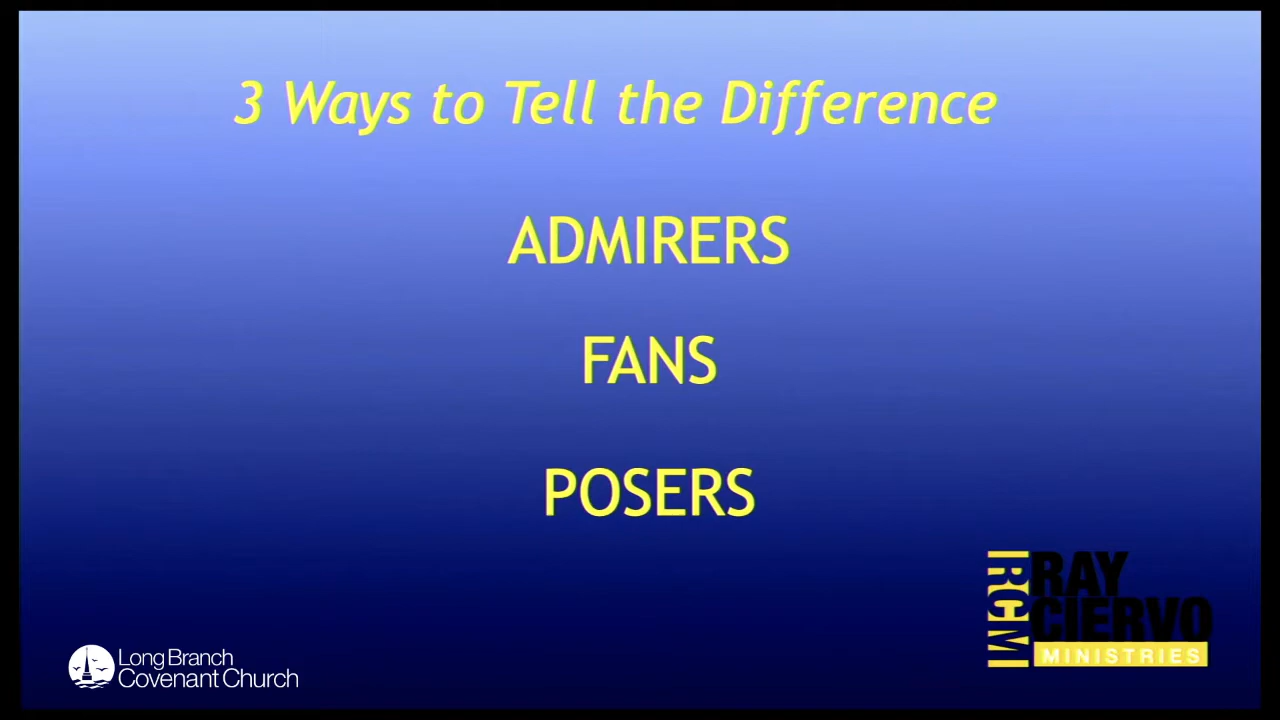 3 Ways to Tell the Difference
ADMIRERS
FANS
POSERS
RCM
RAY
CIERVO
MINISTRIES
Long Branch
Covenant Church